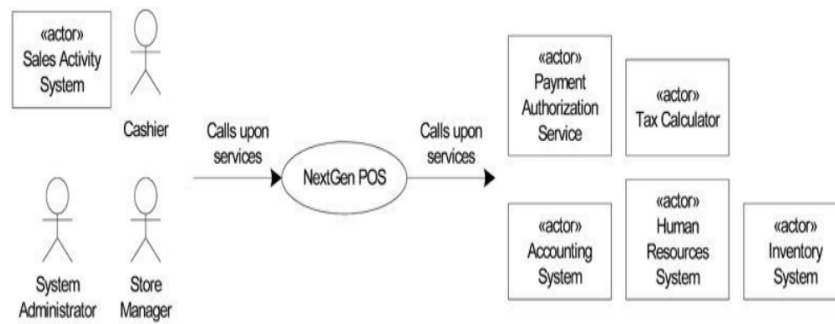 «actor»
Sales Activity
System
Cashier
System
Administrator
Store
Manager
Calls upon
services
NextGen POS
Calls upon
services
«actor»
Payment
Authorization
Service
«actor»
Tax Calculator
«actor»
Accounting
System
«actor»
Human
Resources
System
«actor»
Inventory
System